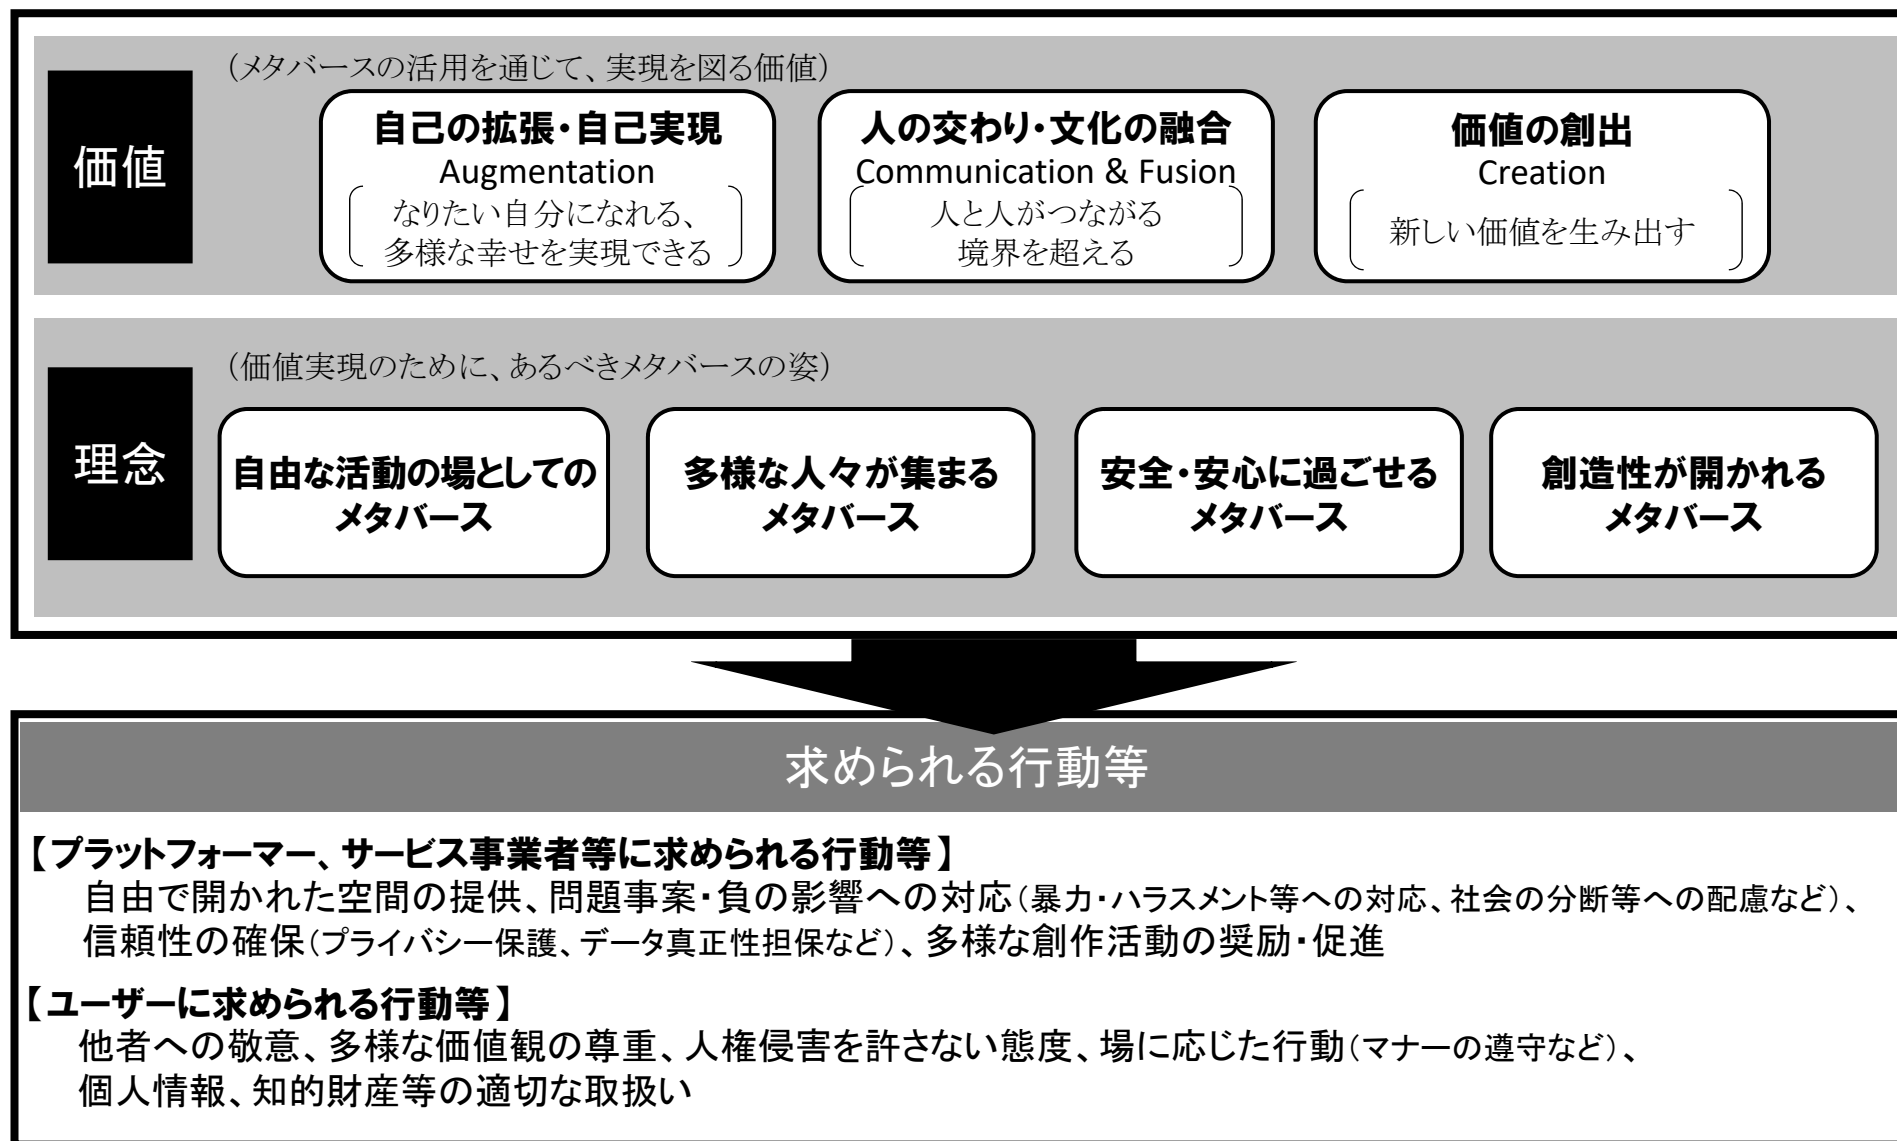 (メタバースの活用を通じて、実現を図る価値)
価値
自己の拡張・自己実現
Augmentation
なりたい自分になれる、
多様な幸せを実現できる
人の交わり・文化の融合
Communication & Fusion
人と人がつながる
境界を超える
価値の創出
Creation
新しい価値を生み出す
(価値実現のために、あるべきメタバースの姿)
理念
自由な活動の場としての
メタバース
多様な人々が集まる
メタバース
安全・安心に過ごせる
メタバース
創造性が開かれる
メタバース
求められる行動等
【プラットフォーマー、サービス事業者等に求められる行動等】
自由で開かれた空間の提供、問題事案・負の影響への対応(暴力・ハラスメント等への対応、社会の分断等への配慮など)、
信頼性の確保(プライバシー保護、データ真正性担保など)、多様な創作活動の奨励・促進
【ユーザーに求められる行動等】
他者への敬意、多様な価値観の尊重、人権侵害を許さない態度、場に応じた行動(マナーの遵守など)、
個人情報、知的財産等の適切な取扱い